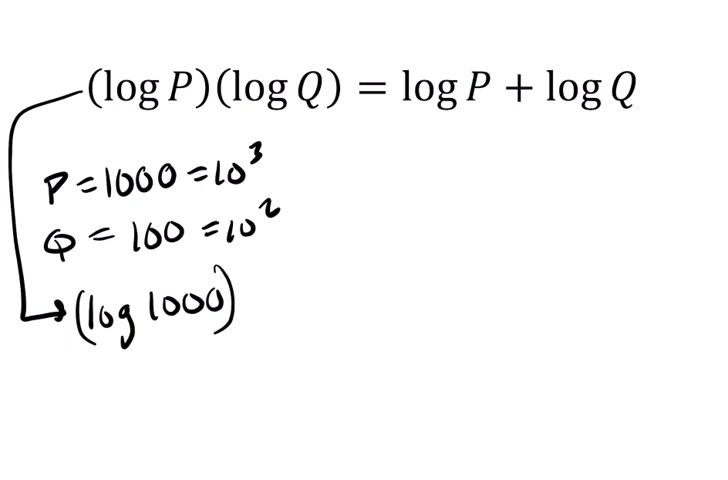 (log P)(log Q) = log P + log Q
P = 1000 = 10³
Q = 100 = 10²
(log 1000)